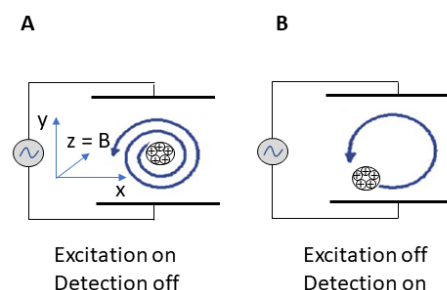 A
B
y
z = B
x
Excitation on
Detection off
Excitation off
Detection on